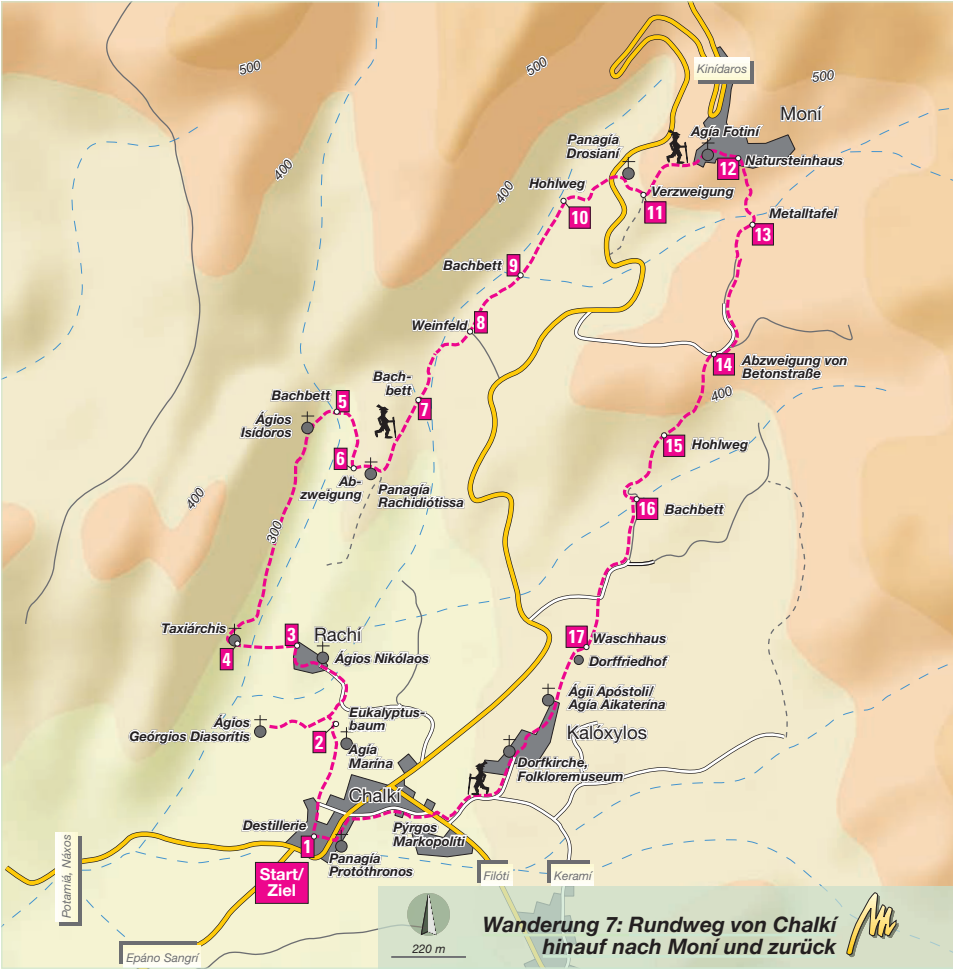 500
500
500
Kinídaros
Moní
Agía Fotiní
Panagía
Drosianí
Natursteinhaus
12
400
400
Hohlweg
10
Verzweigung
11
Metalltafel
13
Bachbett
9
Weinfeld
8
Abzweigung von
Betonstraße
14
400
Bach-
bett
7
Bachbett
5
Ágios
Isídoros
Hohlweg
15
6
Ab-
zweigung
Panagía
Rachidiótissa
400
Bachbett
16
300
Taxiárchis
4
3
Rachí
Ágios Nikólaos
17
Waschhaus
Dorffriedhof
Ágii Apóstoli/
Agía Aikaterína
Ágios
Geórgios Diasorítis
Eukalyptus-
baum
2
Agía
Marína
Kalóxylos
Dorfkirche,
Folkloremuseum
Chalkí
Destillerie
1
Pýrgos
Markopolíti
Panagía
Protóthronos
Start/
Ziel
Potamiá, Náxos
Filóti
Keramí
Epáno Sangrí
220 m
Wanderung 7: Rundweg von Chalkí
hinauf nach Moní und zurück